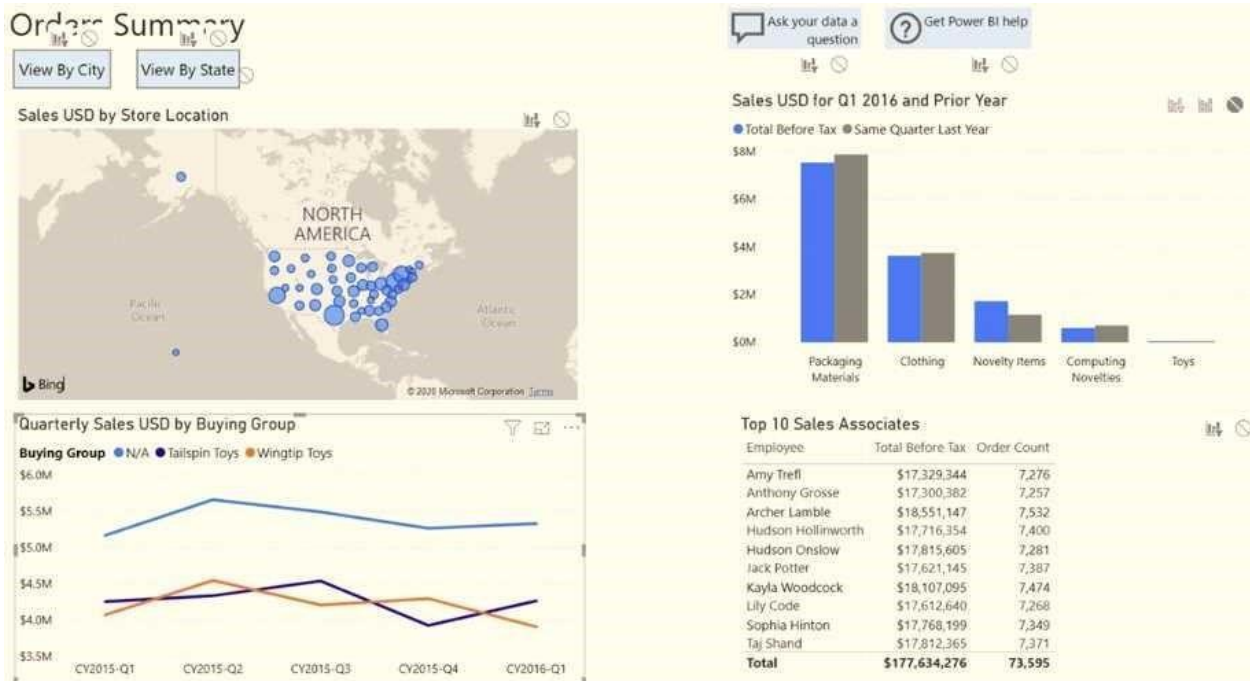 Orders Summary
View By City
View By State
Ask your data a
question
Get Power BI help
Sales USD by Store Location
NORTH
AMERICA
Pacific
Ocean
Atlantic
Ocean
Bing
© 2020 Microsoft Corporation Terms
Sales USD for Q1 2016 and Prior Year
Total Before Tax Same Quarter Last Year
$8M
$6M
$4M
$2M
$0M
Packaging
Materials
Clothing
Novelty Items
Computing
Novelties
Toys
Quarterly Sales USD by Buying Group
Buying Group N/A Tailspin Toys Wingtip Toys
$6.0M
$5.5M
$5.0M
$4.5M
$4.0M
$3.5M
CY2015-Q1 CY2015-Q2 CY2015-Q3 CY2015-Q4 CY2016-Q1
Top 10 Sales Associates
Employee Total Before Tax Order Count
Amy Trefl $17,329,344 7,276
Anthony Grosse $17,300,382 7,257
Archer Lamble $18,551,147 7,532
Hudson Hollinworth $17,716,354 7,400
Hudson Onslow $17,815,605 7,281
Jack Potter $17,621,145 7,387
Kayla Woodcock $18,107,095 7,474
Lily Code $17,612,640 7,268
Sophia Hinton $17,768,199 7,349
Taj Shand $17,812,365 7,371
Total $177,634,276 73,595